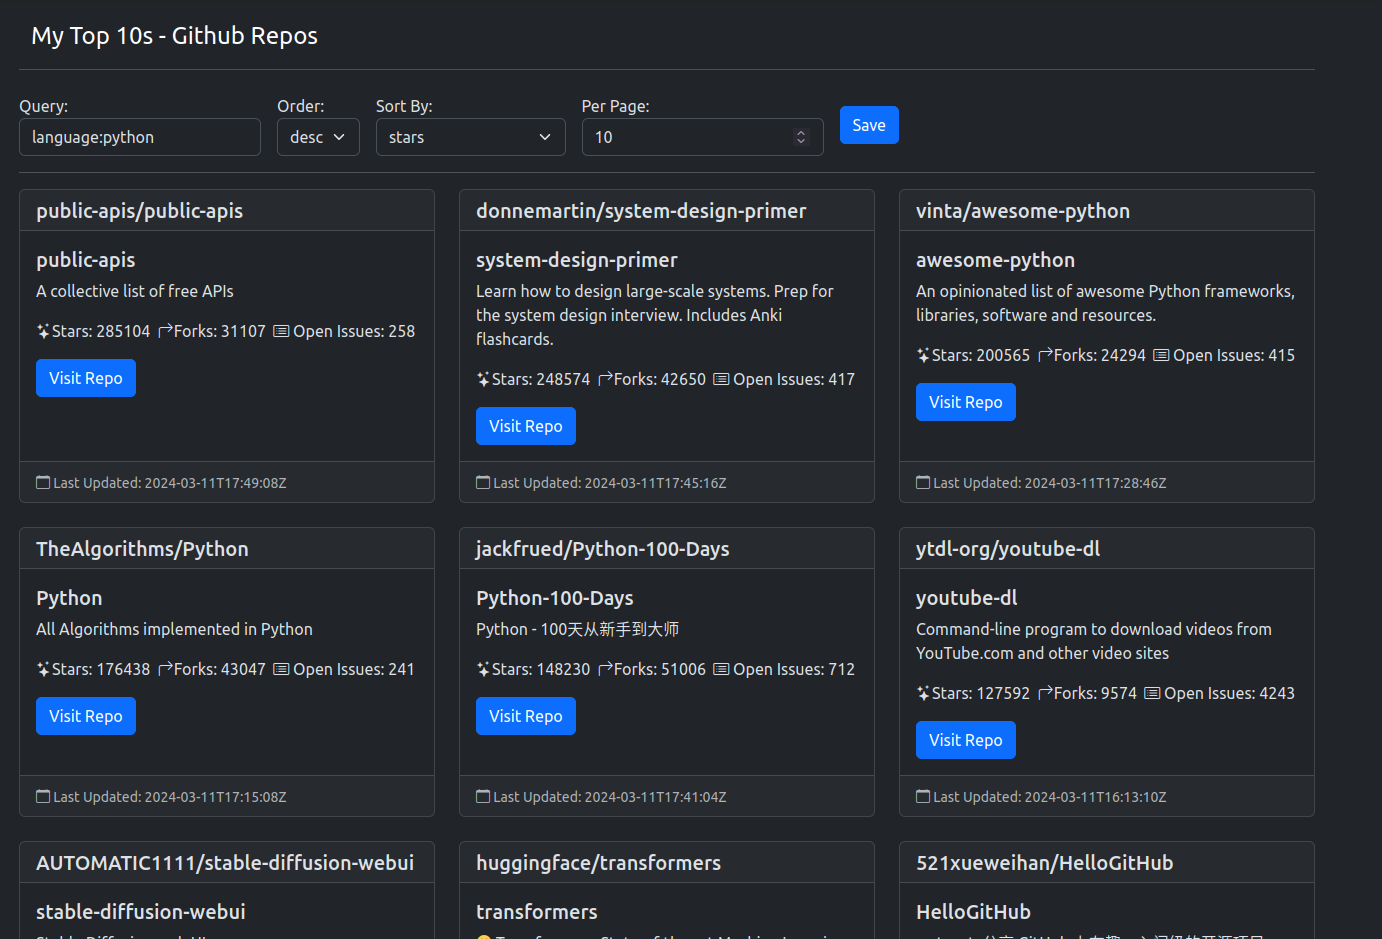 My Top 10s - Github Repos
Query:
language:python
Order:
desc
Sort By:
stars
Per Page:
10
Save
public-apis/public-apis
public-apis
A collective list of free APIs
Stars: 285104 Forks: 31107 Open Issues: 258
Visit Repo
Last Updated: 2024-03-11T17:49:08Z
donnemartin/system-design-primer
system-design-primer
Learn how to design large-scale systems. Prep for
the system design interview. Includes Anki
flashcards.
Stars: 248574 Forks: 42650 Open Issues: 417
Visit Repo
Last Updated: 2024-03-11T17:45:16Z
vinta/awesome-python
awesome-python
An opinionated list of awesome Python frameworks,
libraries, software and resources.
Stars: 200565 Forks: 24294 Open Issues: 415
Visit Repo
Last Updated: 2024-03-11T17:28:46Z
TheAlgorithms/Python
Python
All Algorithms implemented in Python
Stars: 176438 Forks: 43047 Open Issues: 241
Visit Repo
Last Updated: 2024-03-11T17:15:08Z
jackfrued/Python-100-Days
Python-100-Days
Python - 100天从新手到大师
Stars: 148230 Forks: 51006 Open Issues: 712
Visit Repo
Last Updated: 2024-03-11T17:41:04Z
ytdl-org/youtube-dl
youtube-dl
Command-line program to download videos from
YouTube.com and other video sites
Stars: 127592 Forks: 9574 Open Issues: 4243
Visit Repo
Last Updated: 2024-03-11T16:13:10Z
AUTOMATIC1111/stable-diffusion-webui
stable-diffusion-webui
huggingface/transformers
transformers
521xueweihan/HelloGitHub
HelloGitHub